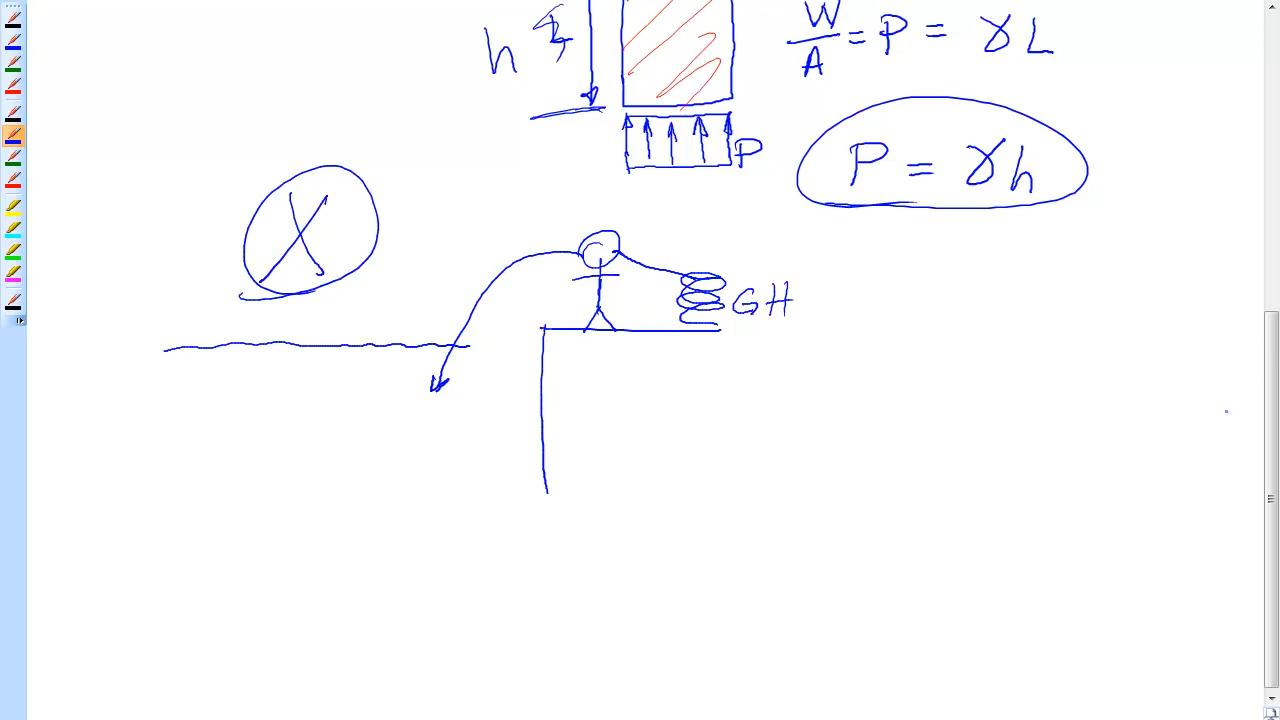 h
W/A = P = γL
P
P = γh
X
GH